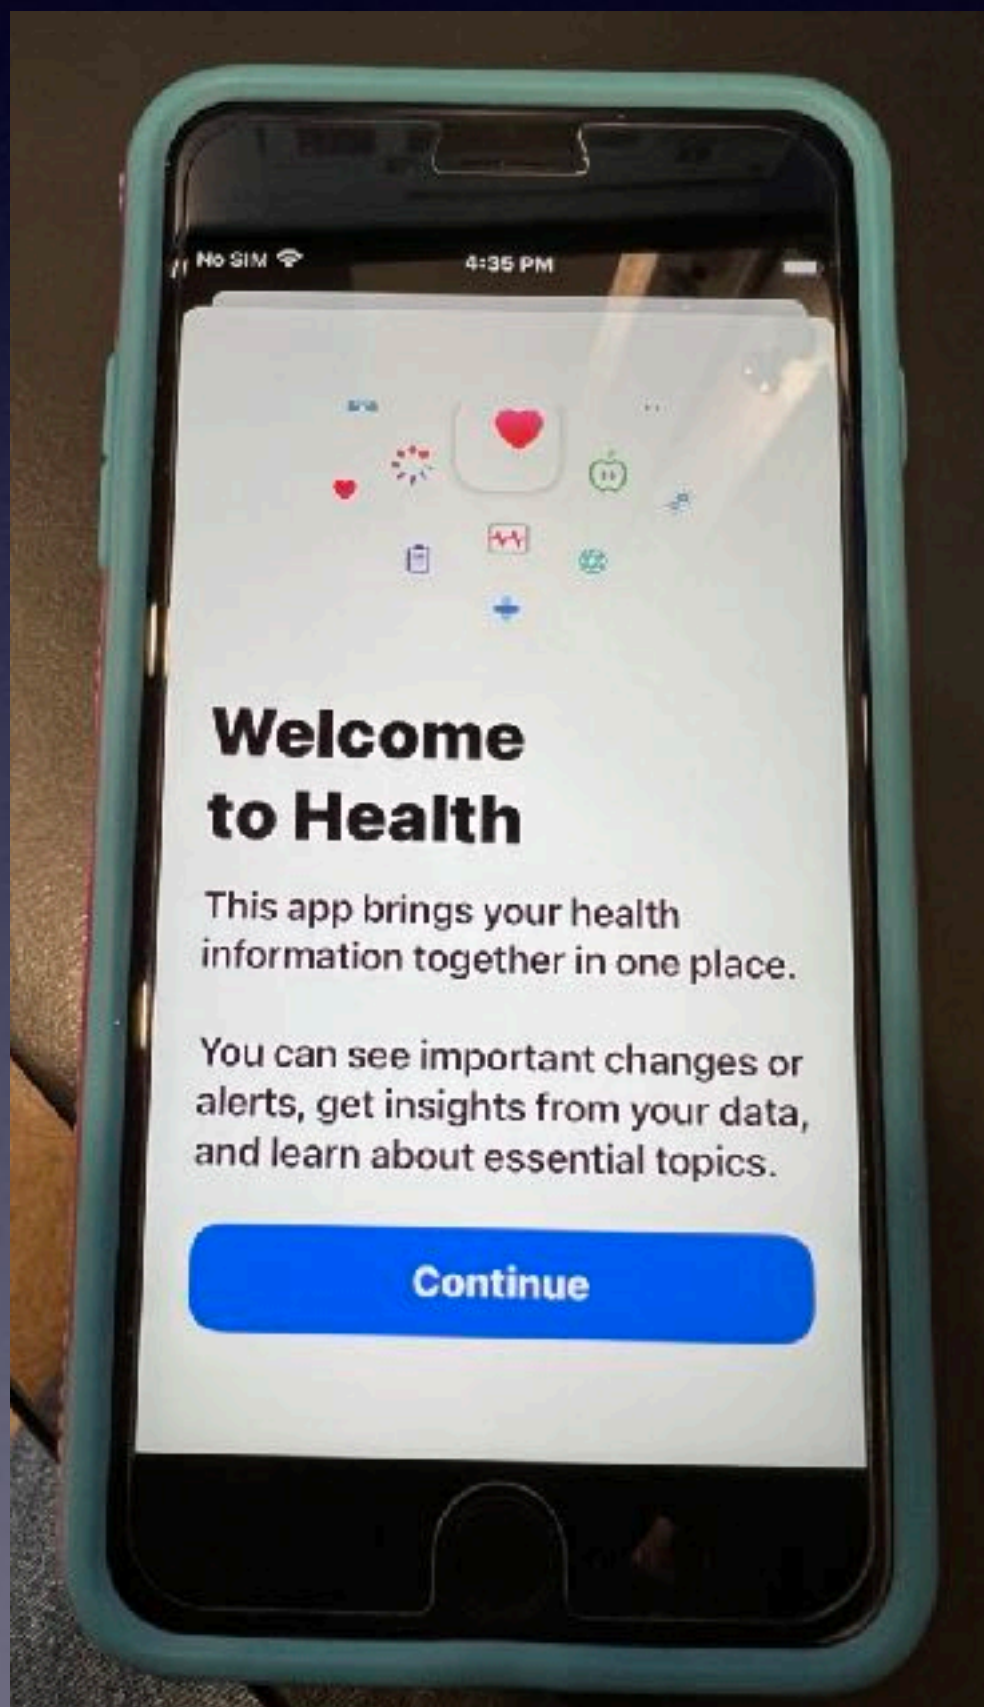 No SIM
4:35 PM
Welcome
to Health
This app brings your health
information together in one place.
You can see important changes or
alerts, get insights from your data,
and learn about essential topics.
Continue